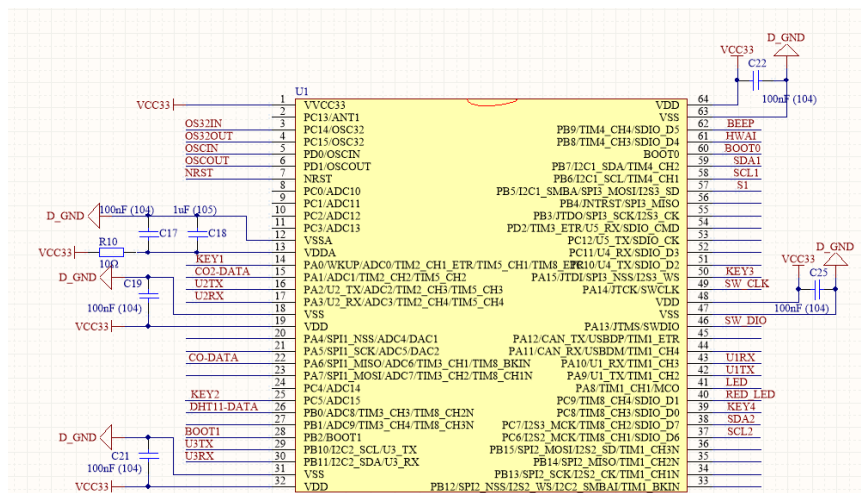 D_GND
VCC33
C22
100nF (104)
U1
VCC33 1 VVCC33 VDD 64
2 PC13/ANT1 VSS 63
OS32IN 3 PC14/OSC32 PB9/TIM4_CH4/SDIO_D5 62 BEEP
OS32OUT 4 PC15/OSC32 PB8/TIM4_CH3/SDIO_D4 61 HWAI
OSCIN 5 PD0/OSCIN BOOT0 60 BOOT0
OSCOUT 6 PD1/OSCOUT PB7/I2C1_SDA/TIM4_CH2 59 SDA1
NRST 7 NRST PB6/I2C1_SCL/TIM4_CH1 58 SCL1
8 PC0/ADC10 PB5/I2C1_SMBA/SPI3_MOSI/I2S3_SD 57 S1
9 PC1/ADC11 PB4/JNTRST/SPI3_MISO 56
D_GND 100nF (104) 1uF (105) 10 PC2/ADC12 PB3/JTDO/SPI3_SCK/I2S3_CK 55
11 PC3/ADC13 PD2/TIM3_ETR/U5_RX/SDIO_CMD 54
C17 C18 12 VSSA PC12/U5_TX/SDIO_CK 53
VCC33 R10 13 VDDA PC11/U4_RX/SDIO_D3 52
10Ω KEY1 14 PA0/WKUP/ADC0/TIM2_CH1_ETR/TIM5_CH1/TIM8_ETR PC10/U4_TX/SDIO_D2 51
CO2-DATA 15 PA1/ADC1/TIM2_CH2/TIM5_CH2 PA15/JTDI/SPI3_NSS/I2S3_WS 50 KEY3
D_GND U2TX 16 PA2/U2_TX/ADC2/TIM2_CH3/TIM5_CH3 PA14/JTCK/SWCLK 49 SW_CLK
C19 U2RX 17 PA3/U2_RX/ADC3/TIM2_CH4/TIM5_CH4 VDD 48
100nF (104) 18 VSS VSS 47
VCC33 19 VDD PA13/JTMS/SWDIO 46 SW_DIO
D_GND
VCC33
C25
100nF (104)
20 PA4/SPI1_NSS/ADC4/DAC1 PA12/CAN_TX/USBDP/TIM1_ETR 45
21 PA5/SPI1_SCK/ADC5/DAC2 PA11/CAN_RX/USBDM/TIM1_CH4 44
CO-DATA 22 PA6/SPI1_MISO/ADC6/TIM3_CH1/TIM8_BKIN PA10/U1_RX/TIM1_CH3 43 U1RX
23 PA7/SPI1_MOSI/ADC7/TIM3_CH2/TIM8_CH1N PA9/U1_TX/TIM1_CH2 42 U1TX
24 PC4/ADC14 PA8/TIM1_CH1/MCO 41 LED
KEY2 25 PC5/ADC15 PC9/TIM8_CH4/SDIO_D1 40 RED_LED
DHT11-DATA 26 PB0/ADC8/TIM3_CH3/TIM8_CH2N PC8/TIM8_CH3/SDIO_D0 39 KEY4
27 PB1/ADC9/TIM3_CH4/TIM8_CH3N PC7/I2S3_MCK/TIM8_CH2/SDIO_D7 38 SDA2
D_GND BOOT1 28 PB2/BOOT1 PC6/I2S2_MCK/TIM8_CH1/SDIO_D6 37 SCL2
U3TX 29 PB10/I2C2_SCL/U3_TX PB15/SPI2_MOSI/I2S2_SD/TIM1_CH3N 36
C21 U3RX 30 PB11/I2C2_SDA/U3_RX PB14/SPI2_MISO/TIM1_CH2N 35
100nF (104) 31 VSS PB13/SPI2_SCK/I2S2_CK/TIM1_CH1N 34
VCC33 32 VDD PB12/SPI2_NSS/I2S2_WS/I2C2_SMBAI/TIM1_BKIN 33